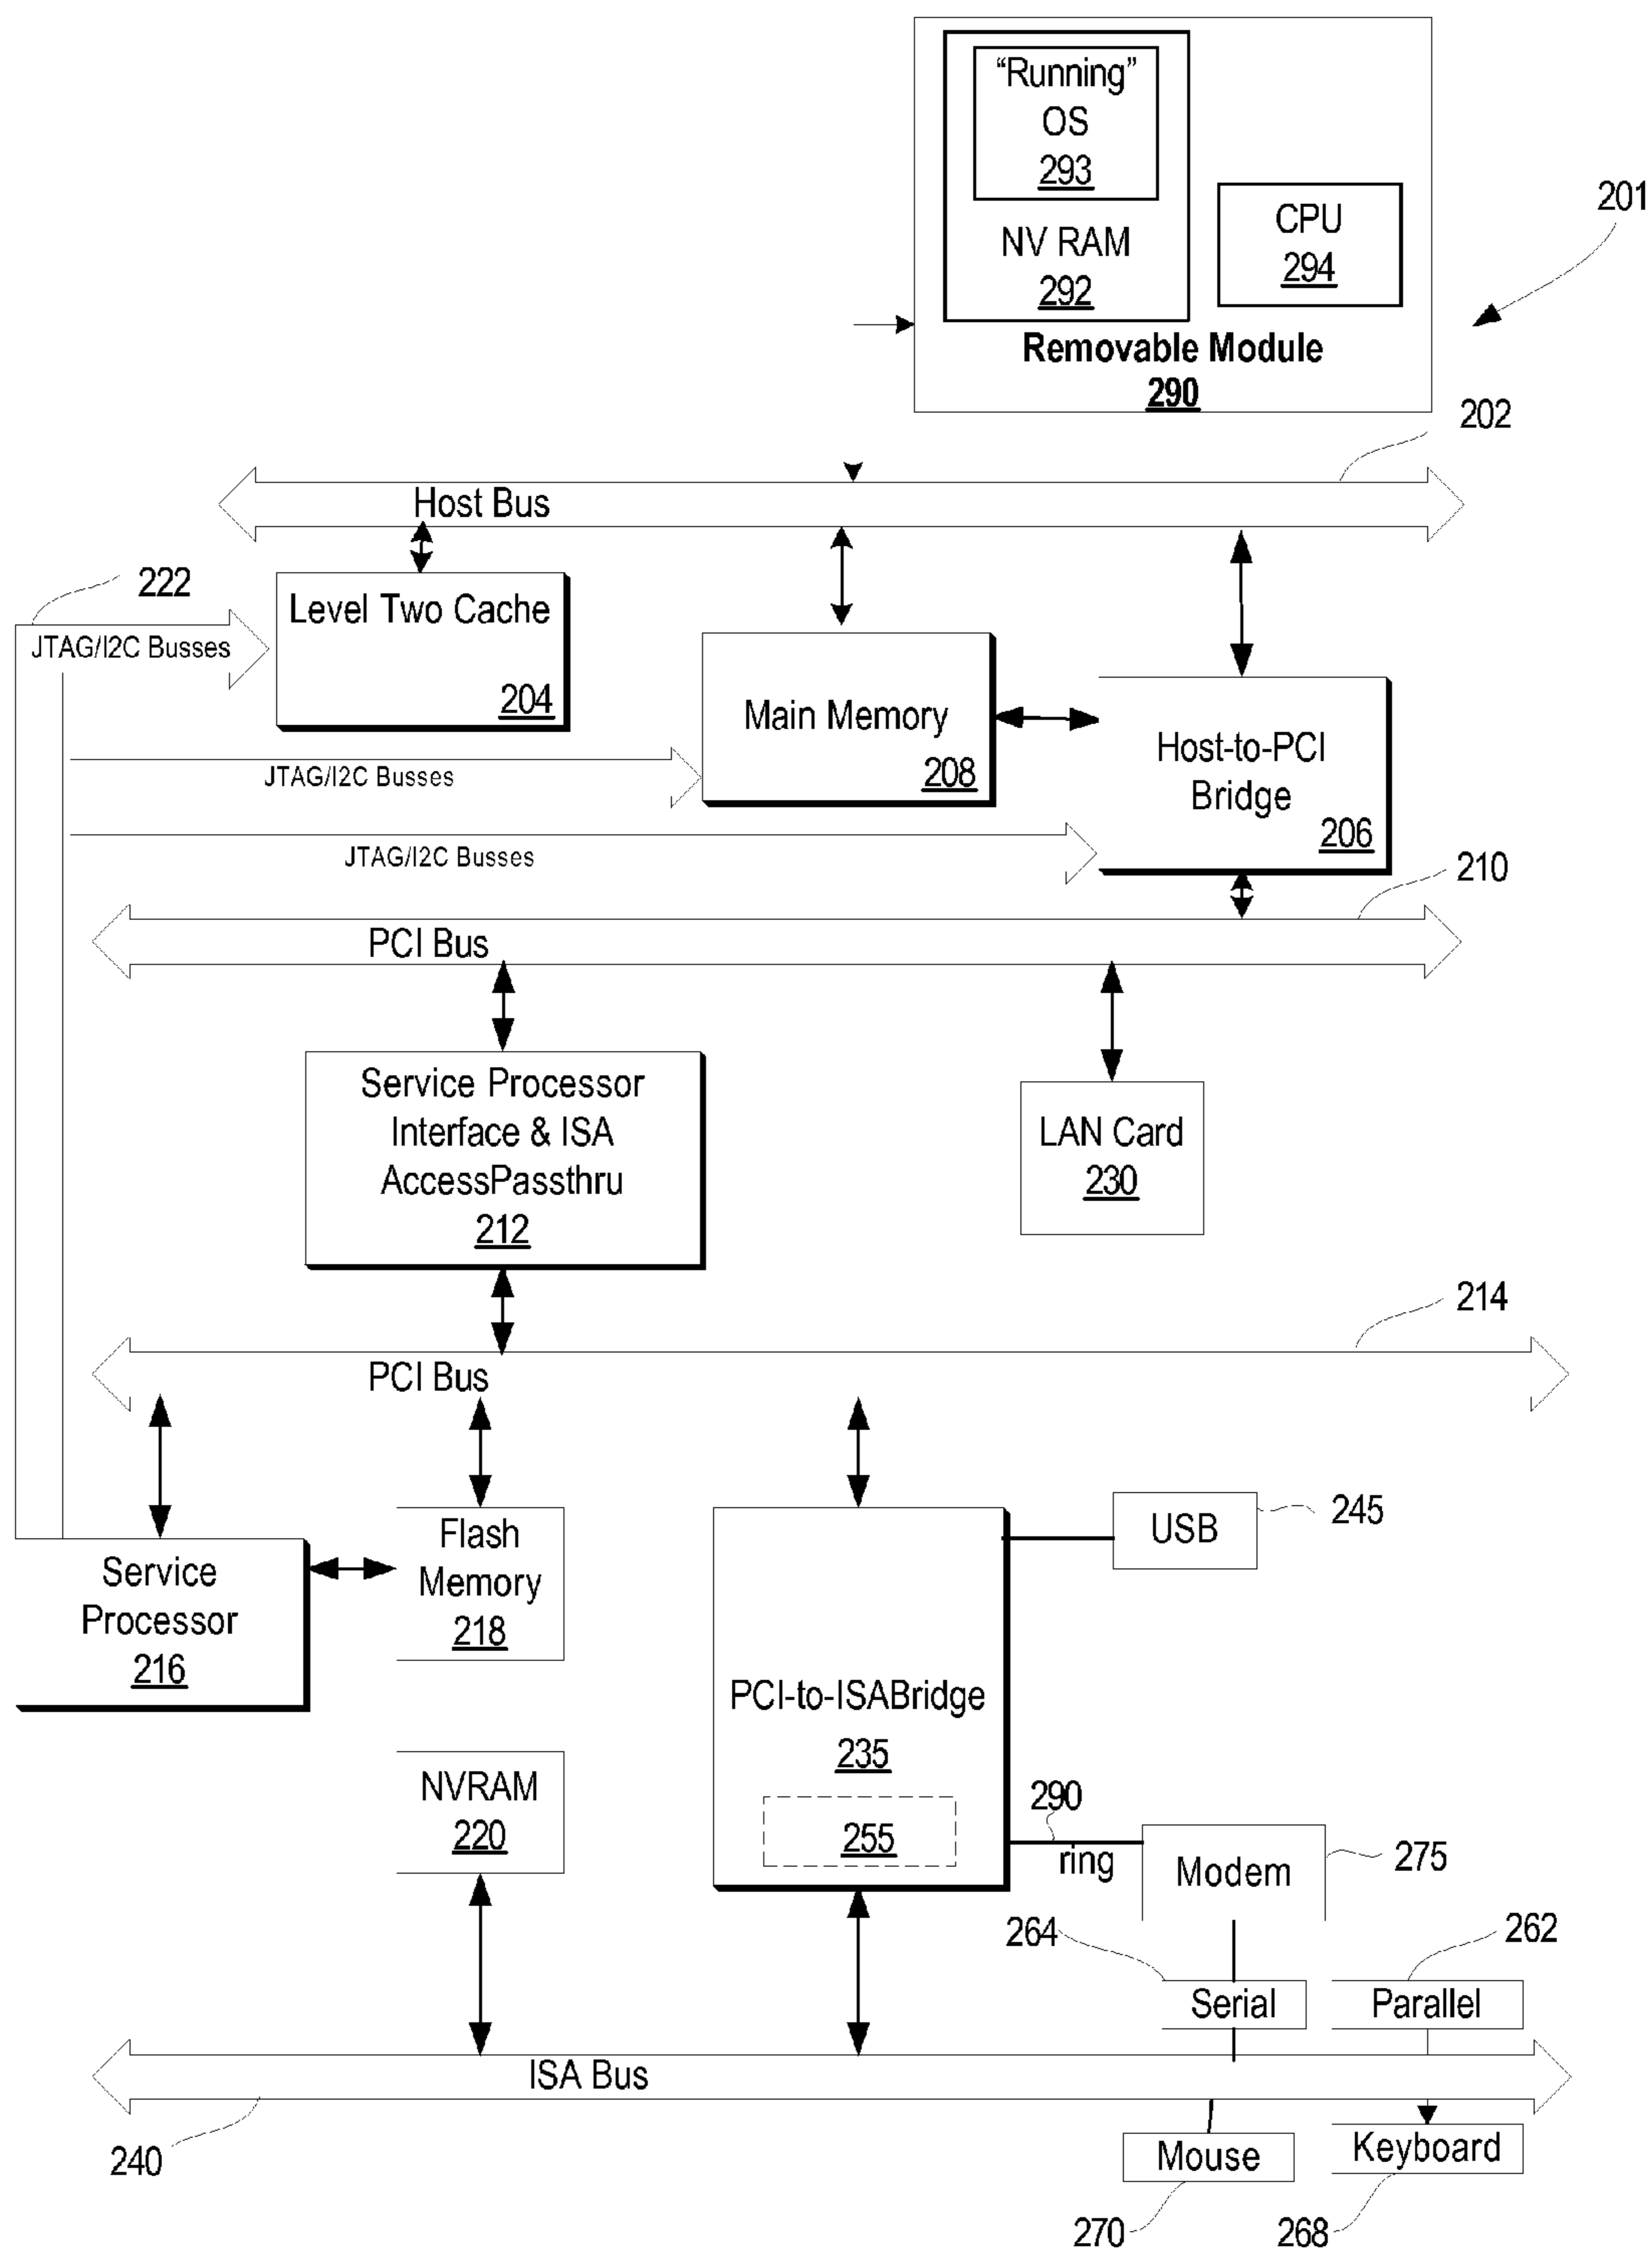 “Running”
OS
293
NV RAM
292
CPU
294
Removable Module
290
201
202
Host Bus
222
JTAG/I2C Busses
Level Two Cache
204
Main Memory
208
JTAG/I2C Busses
Host-to-PCI
Bridge
206
JTAG/I2C Busses
210
PCI Bus
Service Processor
Interface & ISA
AccessPassthru
212
LAN Card
230
214
PCI Bus
Service
Processor
216
Flash
Memory
218
USB
245
PCI-to-ISABridge
235
255
NVRAM
220
290
ring
Modem
275
264
262
Serial
Parallel
ISA Bus
240
Mouse
Keyboard
270
268